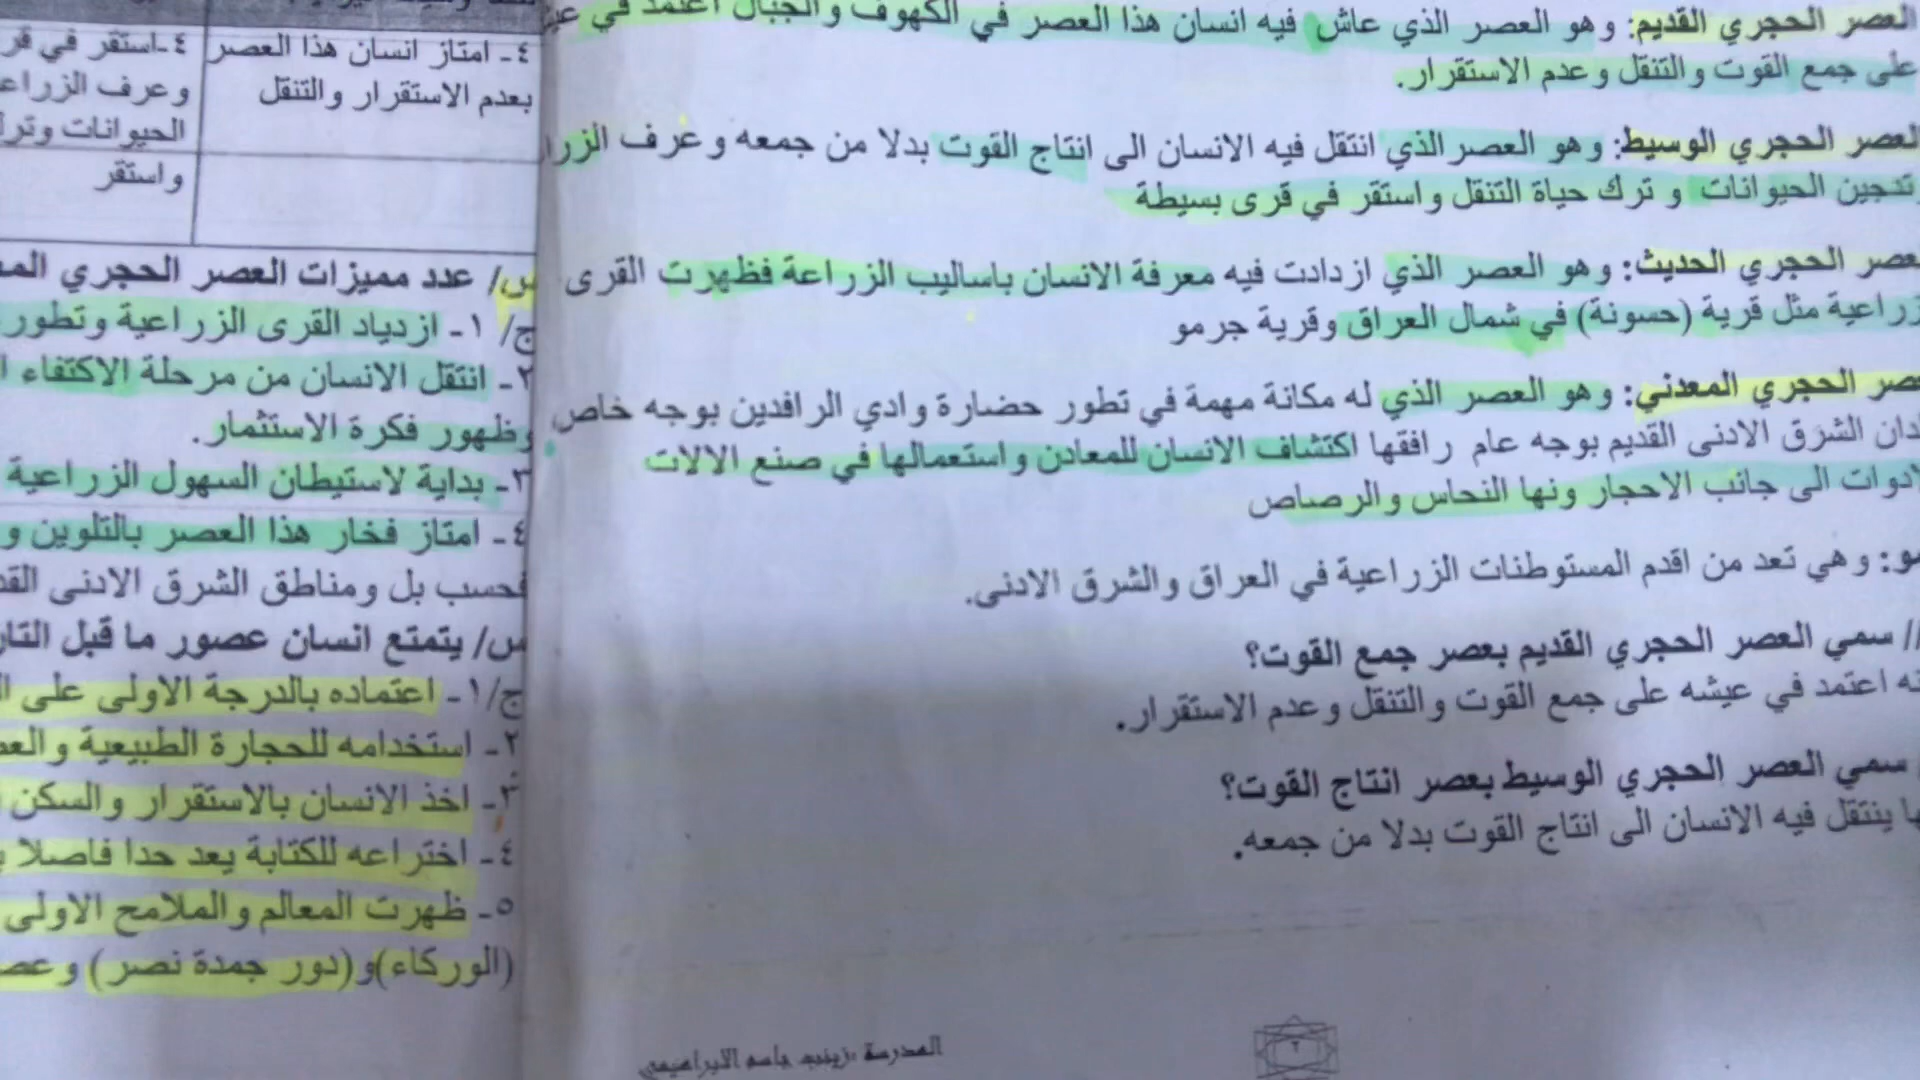 العصر الحجري القديم: وهو العصر الذي عاش فيه انسان هذا العصر في الكهوف والجبال اعتمد في
على جمع القوت والتنقل وعدم الاستقرار.
العصر الحجري الوسيط: وهو العصر الذي انتقل فيه الانسان الى انتاج القوت بدلا من جمعه وعرف
وتدجين الحيوانات و ترك حياة التنقل واستقر في قرى بسيطة
العصر الحجري الحديث: وهو العصر الذي ازدادت فيه معرفة الانسان باساليب الزراعة فظهرت القرى
مثل قرية (حسونة) في شمال العراق وقرية جرمو
الحجري المعدني: وهو العصر الذي له مكانة مهمة في تطور حضارة وادي الرافدين بوجه خاص
الشرق الادنى القديم بوجه عام رافقها اكتشاف الانسان للمعادن واستعمالها في صنع الالات
الى جانب الاحجار ونها النحاس والرصاص
وهي تعد من اقدم المستوطنات الزراعية في العراق والشرق الادنى.
// سمي العصر الحجري القديم بعصر جمع القوت؟
اعتمد في عيشه على جمع القوت والتنقل وعدم الاستقرار.
سمي العصر الحجري الوسيط بعصر انتاج القوت؟
ينتقل فيه الانسان الى انتاج القوت بدلا من جمعه.
٢
المدرسة :زينب جاسم الابراهيمي
٤- امتاز انسان هذا العصر
بعدم الاستقرار والتنقل
٤-استقر في
وعرف
الحيوانات
واستقر
س/ عدد مميزات العصر الحجري
ج/ ١- ازدياد القرى الزراعية وتطور
٢- انتقل الانسان من مرحلة الاكتفاء
وظهور فكرة الاستثمار.
٣- بداية لاستيطان السهول الزراعية
٤- امتاز فخار هذا العصر بالتلوين و
فحسب بل ومناطق الشرق الادنى
س/ يتمتع انسان عصور ما قبل
ج/١- اعتماده بالدرجة الاولى على
٢- استخدامه للحجارة الطبيعية
٣- اخذ الانسان بالاستقرار والسكن
٤- اختراعه للكتابة يعد حدا فاصلا
٥- ظهرت المعالم والملامح الاولى
(الوركاء)و(دور جمدة نصر)